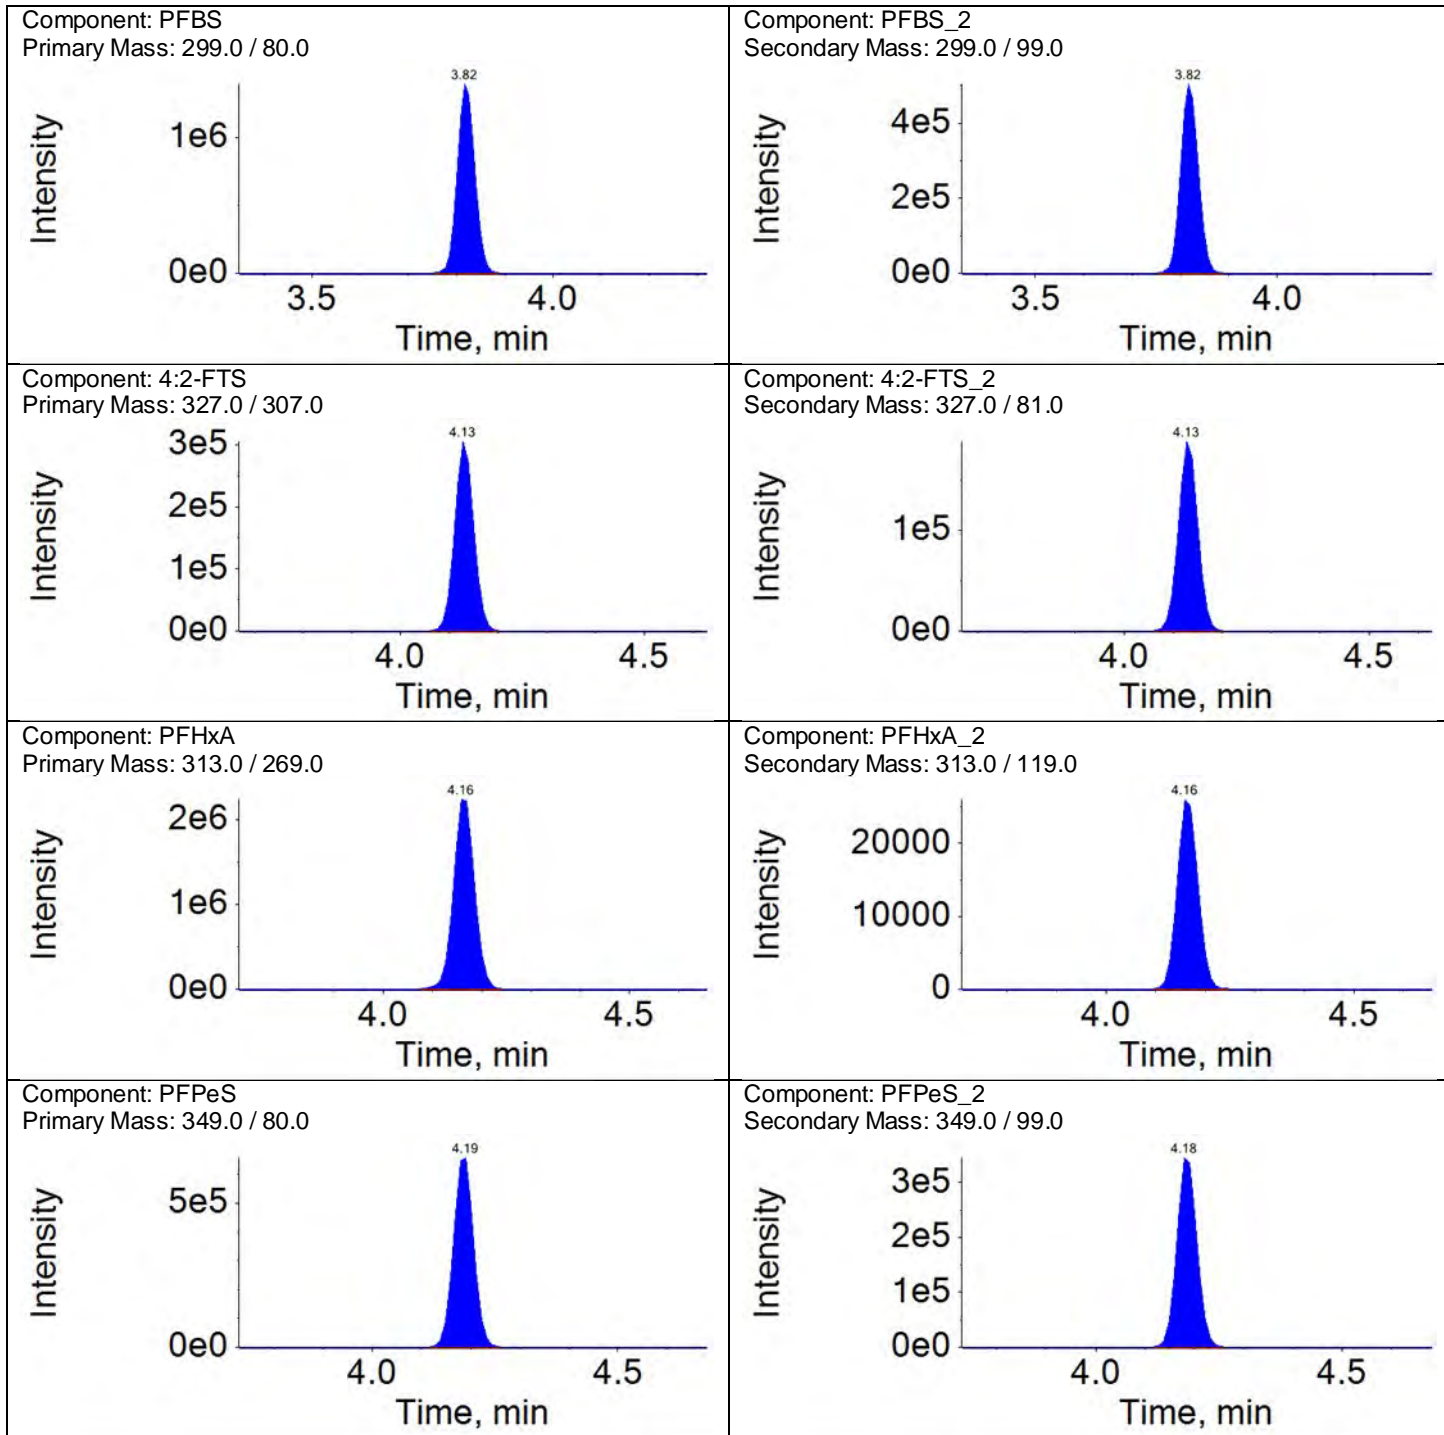 Component: PFBS
Primary Mass: 299.0 / 80.0
3.82
Intensity
1e6
0e0
3.5
4.0
Time, min
Component: PFBS_2
Secondary Mass: 299.0 / 99.0
3.82
Intensity
4e5
2e5
0e0
3.5
4.0
Time, min
Component: 4:2-FTS
Primary Mass: 327.0 / 307.0
4.13
Intensity
3e5
2e5
1e5
0e0
4.0
4.5
Time, min
Component: 4:2-FTS_2
Secondary Mass: 327.0 / 81.0
4.13
Intensity
1e5
0e0
4.0
4.5
Time, min
Component: PFHxA
Primary Mass: 313.0 / 269.0
4.16
Intensity
2e6
1e6
0e0
4.0
4.5
Time, min
Component: PFHxA_2
Secondary Mass: 313.0 / 119.0
4.16
Intensity
20000
10000
0
4.0
4.5
Time, min
Component: PFPeS
Primary Mass: 349.0 / 80.0
4.19
Intensity
5e5
0e0
4.0
4.5
Time, min
Component: PFPeS_2
Secondary Mass: 349.0 / 99.0
4.18
Intensity
3e5
2e5
1e5
0e0
4.0
4.5
Time, min